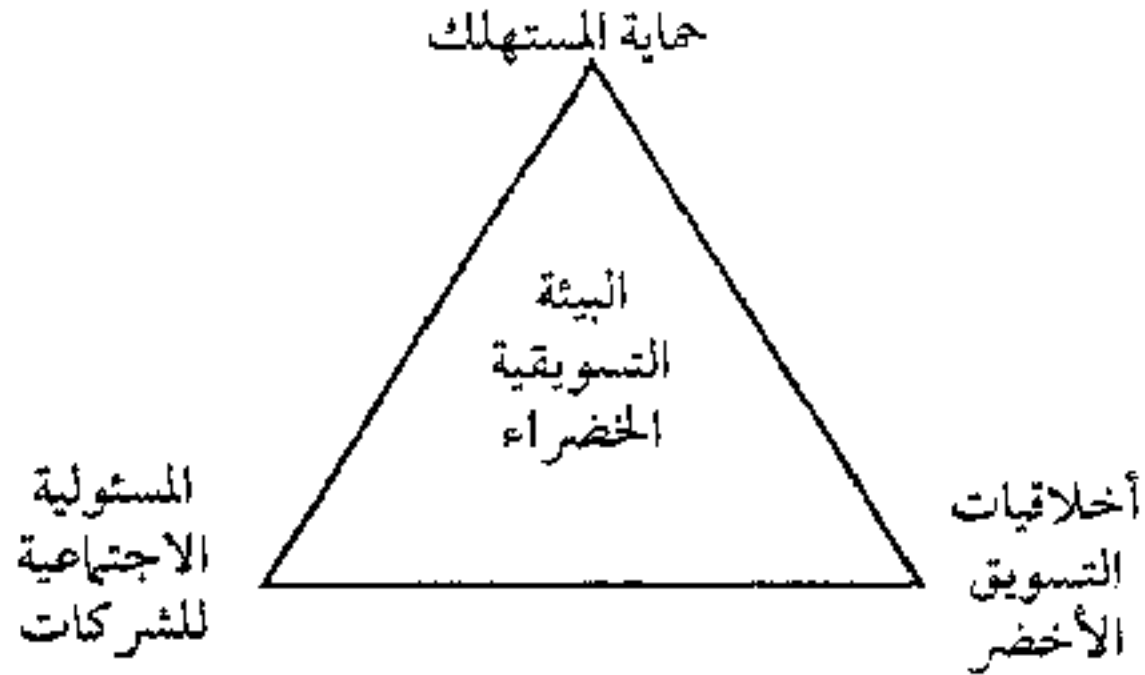 حماية المستهلك
البيئة
التسويقية
الخضراء
أخلاقيات
التسويق
الأخضر
المسئولية
الاجتماعية
للشركات